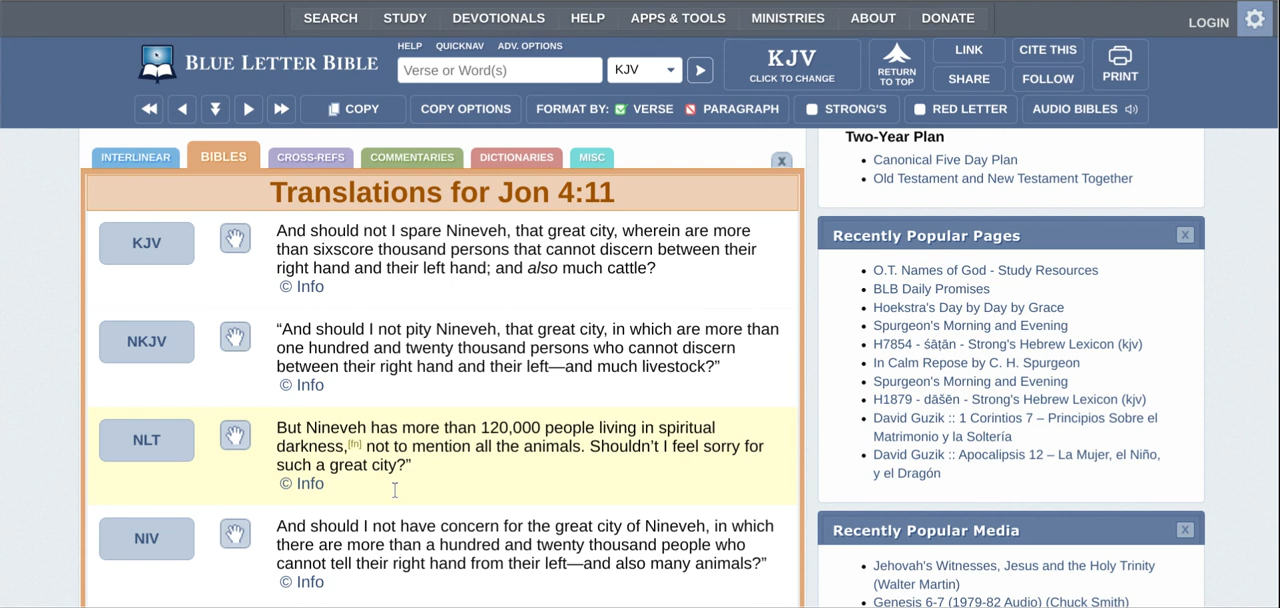 SEARCH STUDY DEVOTIONALS HELP APPS & TOOLS MINISTRIES ABOUT DONATE LOGIN
BLUE LETTER BIBLE
HELP QUICKNAV ADV. OPTIONS
Verse or Word(s) KJV
KJV
CLICK TO CHANGE
RETURN
TO TOP
LINK CITE THIS
SHARE FOLLOW
PRINT
COPY COPY OPTIONS FORMAT BY: VERSE PARAGRAPH STRONG'S RED LETTER AUDIO BIBLES
INTERLINEAR BIBLES CROSS-REFS COMMENTARIES DICTIONARIES MISC X
Translations for Jon 4:11
KJV
And should not I spare Nineveh, that great city, wherein are more
than sixscore thousand persons that cannot discern between their
right hand and their left hand; and also much cattle?
© Info
NKJV
“And should I not pity Nineveh, that great city, in which are more than
one hundred and twenty thousand persons who cannot discern
between their right hand and their left—and much livestock?”
© Info
NLT
But Nineveh has more than 120,000 people living in spiritual
darkness,[fn] not to mention all the animals. Shouldn’t I feel sorry for
such a great city?”
© Info
NIV
And should I not have concern for the great city of Nineveh, in which
there are more than a hundred and twenty thousand people who
cannot tell their right hand from their left—and also many animals?”
© Info
Two-Year Plan
Canonical Five Day Plan
Old Testament and New Testament Together
Recently Popular Pages X
O.T. Names of God - Study Resources
BLB Daily Promises
Hoekstra's Day by Day by Grace
Spurgeon's Morning and Evening
H7854 - śāṭān - Strong's Hebrew Lexicon (kjv)
In Calm Repose by C. H. Spurgeon
Spurgeon's Morning and Evening
H1879 - dâšên - Strong's Hebrew Lexicon (kjv)
David Guzik :: 1 Corintios 7 – Principios Sobre el
Matrimonio y la Soltería
David Guzik :: Apocalipsis 12 – La Mujer, el Niño,
y el Dragón
Recently Popular Media X
Jehovah's Witnesses, Jesus and the Holy Trinity
(Walter Martin)
Genesis 6-7 (1979-82 Audio) (Chuck Smith)